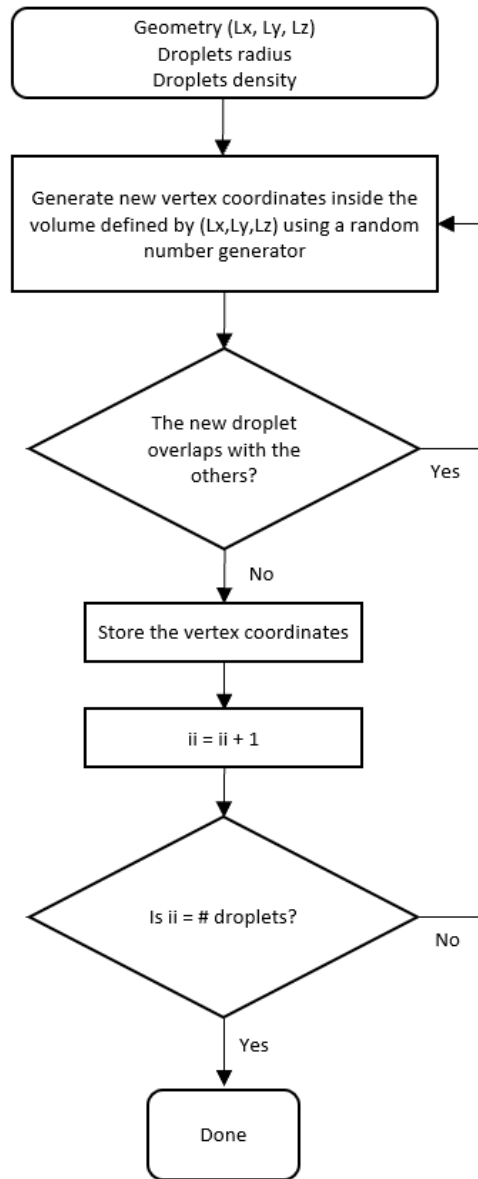 Geometry (Lx, Ly, Lz)
Droplets radius
Droplets density
Generate new vertex coordinates inside the
volume defined by (Lx,Ly,Lz) using a random
number generator
The new droplet
overlaps with the
others?
Yes
No
Store the vertex coordinates
ii = ii + 1
Is ii = # droplets?
No
Yes
Done